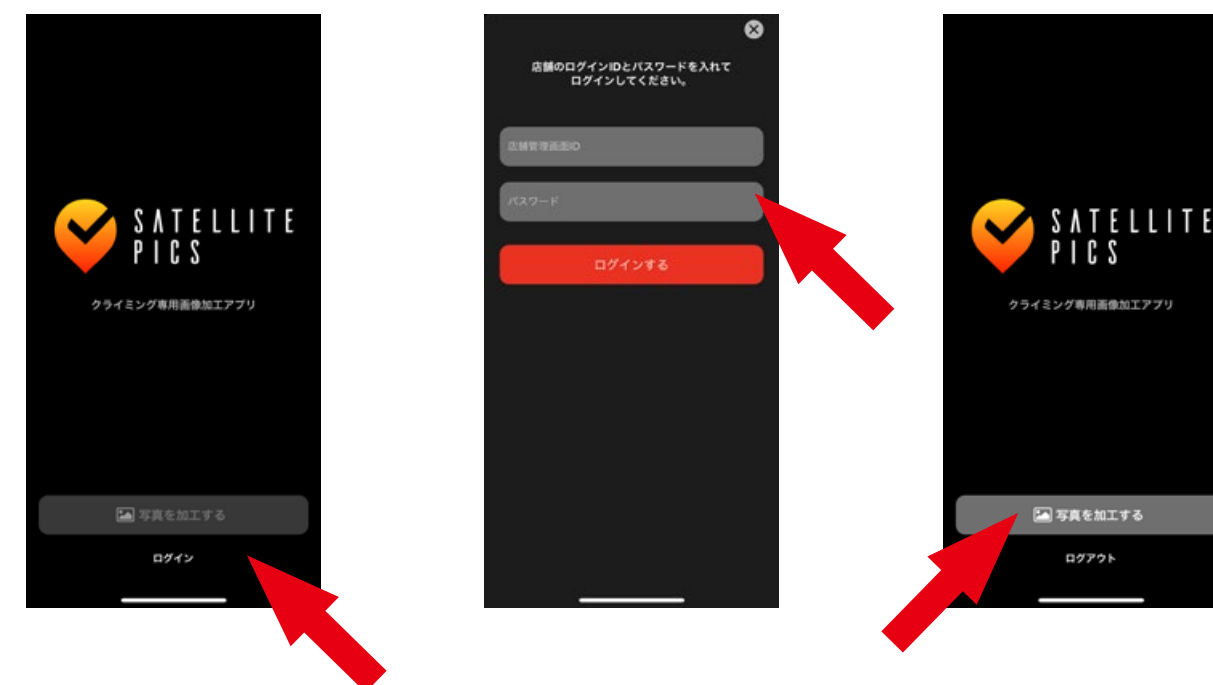 SATELLITE
PICS
クライミング専用画像加工アプリ
写真を加工する
ログイン
店舗のログインIDとパスワードを入れて
ログインしてください。
店舗管理画面ID
パスワード
ログインする
SATELLITE
PICS
クライミング専用画像加工アプリ
写真を加工する
ログアウト